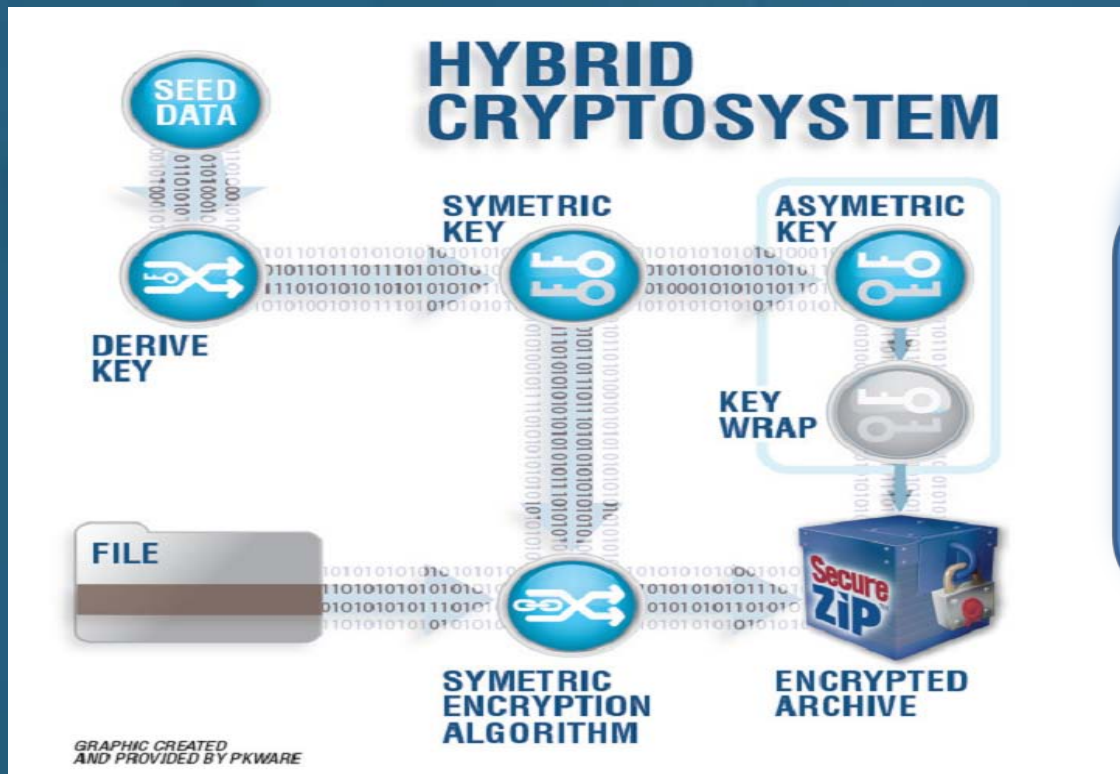 HYBRID
CRYPTOSYSTEM
SEED
DATA
SYMETRIC
KEY
ASYMETRIC
KEY
DERIVE
KEY
KEY
WRAP
FILE
Secure
ZIP
SYMETRIC
ENCRYPTION
ALGORITHM
ENCRYPTED
ARCHIVE
GRAPHIC CREATED
AND PROVIDED BY PKWARE